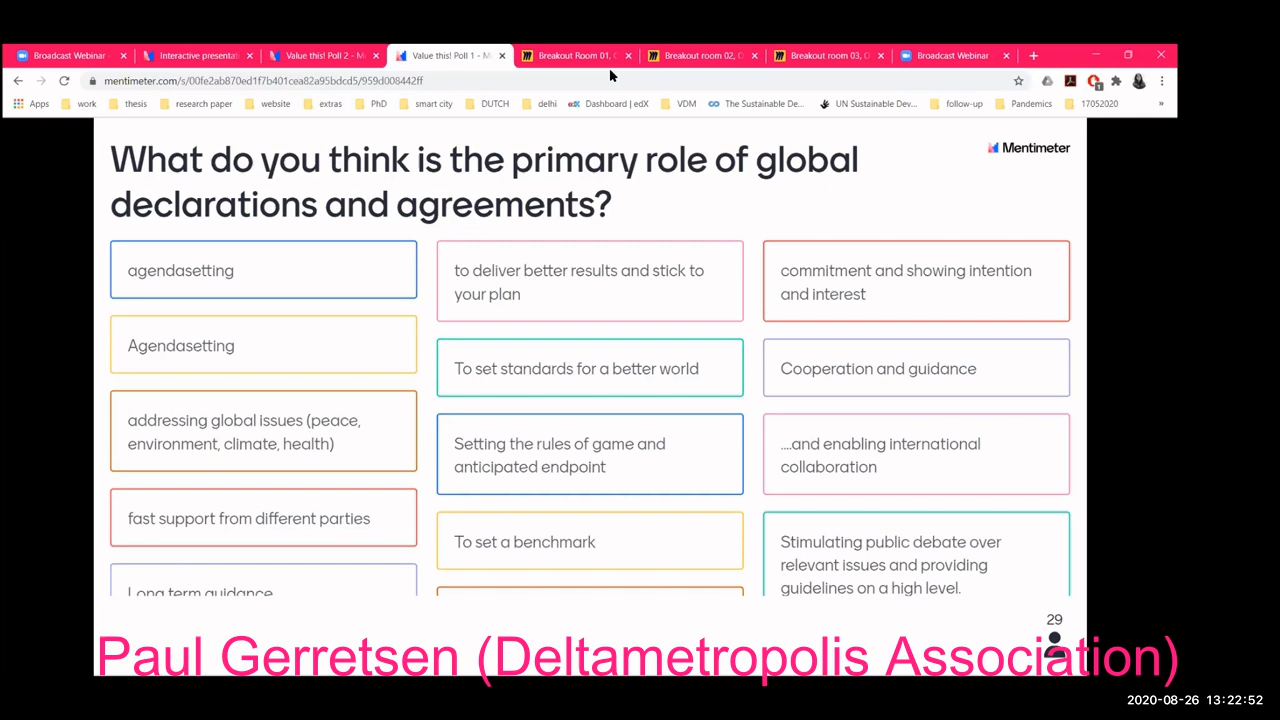 Broadcast Webinar
Interactive presentat
Value this! Poll 2 - M
Value this! Poll 1 - M
Breakout Room 01,
Breakout room 02,
Breakout room 03,
Broadcast Webinar
mentimeter.com/s/00fe2ab870ed1f7b401cea82a95bdcd5/959d008442ff
Apps work thesis research paper website extras PhD smart city DUTCH delhi edX Dashboard | edX VDM The Sustainable De... UN Sustainable Dev... follow-up Pandemics 17052020 »
What do you think is the primary role of global
declarations and agreements?
Mentimeter
agendasetting
Agendasetting
addressing global issues (peace,
environment, climate, health)
fast support from different parties
Long term guidance
to deliver better results and stick to
your plan
To set standards for a better world
Setting the rules of game and
anticipated endpoint
To set a benchmark
commitment and showing intention
and interest
Cooperation and guidance
....and enabling international
collaboration
Stimulating public debate over
relevant issues and providing
guidelines on a high level.
29
Paul Gerretsen (Deltametropolis Association)
2020-08-26 13:22:52